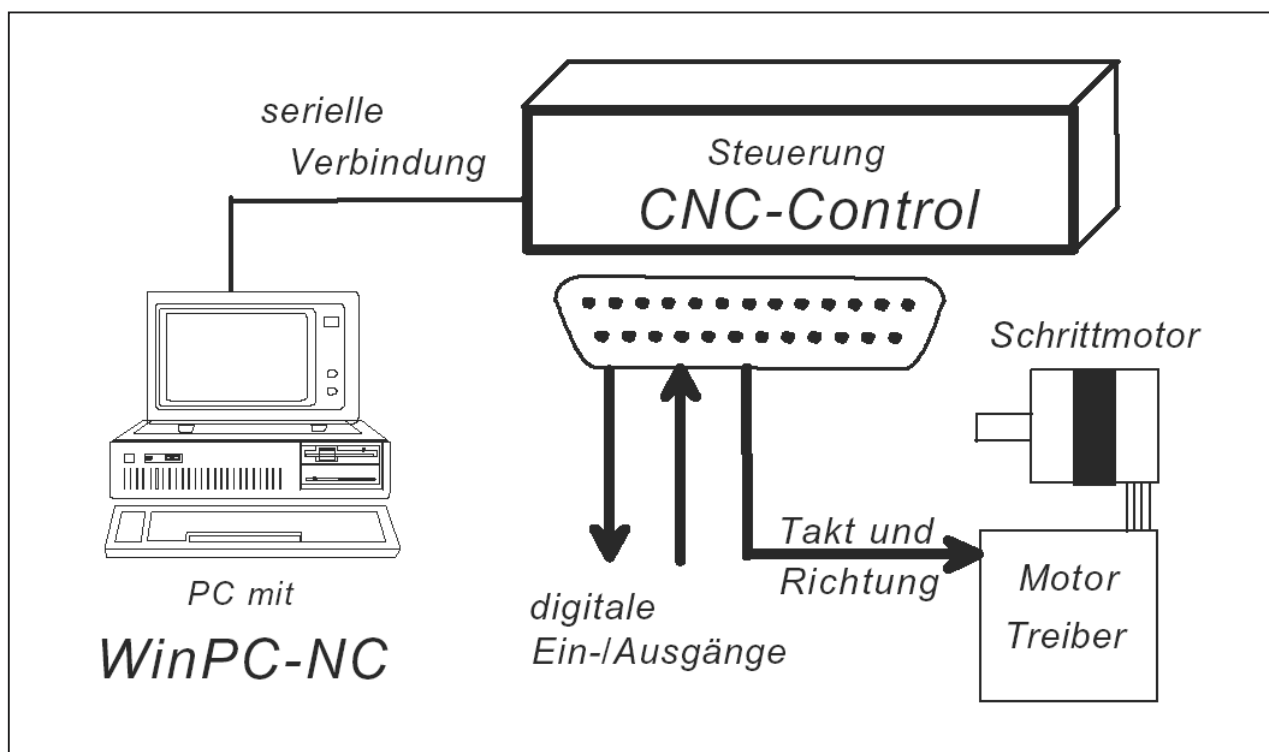 serielle
Verbindung
Steuerung
CNC-Control
Schrittmotor
Takt und
Richtung
Motor
Treiber
digitale
Ein-/Ausgänge
PC mit
WinPC-NC